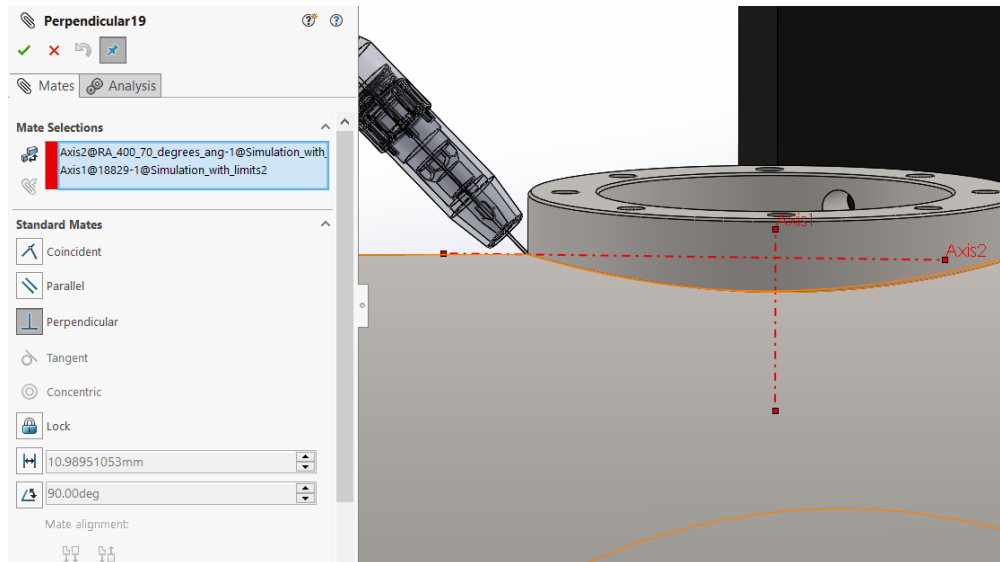 Perpendicular19
Mates
Analysis
Mate Selections
Axis2@RA_400_70_degrees_ang-1@Simulation_with_
Axis1@18829-1@Simulation_with_limits2
Standard Mates
Coincident
Parallel
Perpendicular
Tangent
Concentric
Lock
10.98951053mm
90.00deg
Mate alignment:
Axis1
Axis2